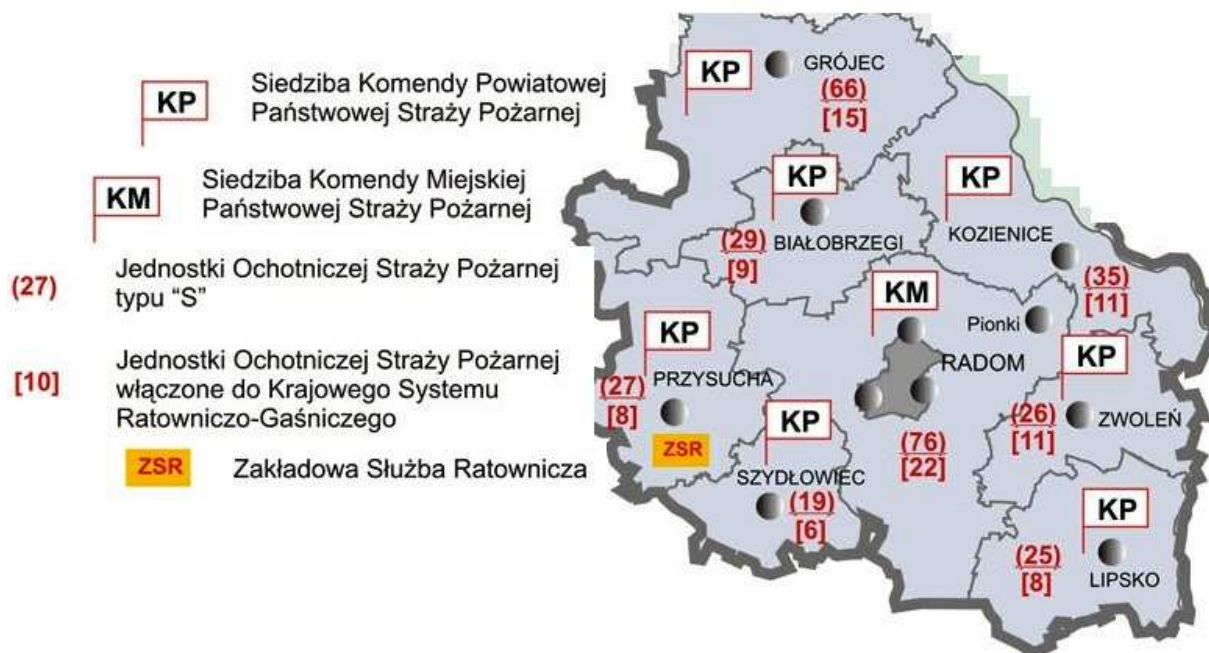 KP
Siedziba Komendy Powiatowej
Państwowej Straży Pożarnej
KM
Siedziba Komendy Miejskiej
Państwowej Straży Pożarnej
(27)
Jednostki Ochotniczej Straży Pożarnej
typu “S”
[10]
Jednostki Ochotniczej Straży Pożarnej
włączone do Krajowego Systemu
Ratowniczo-Gaśniczego
ZSR
Zakładowa Służba Ratownicza
KP
GRÓJEC
(66)
[15]
KP
BIAŁOBRZEGI
(29)
[9]
KP
KOZIENICE
(35)
[11]
KM
Pionki
RADOM
(76)
[22]
KP
PRZYSUCHA
(27)
[8]
ZSR
KP
SZYDŁOWIEC
(19)
[6]
KP
ZWOLEŃ
(26)
[11]
KP
LIPSKO
(25)
[8]